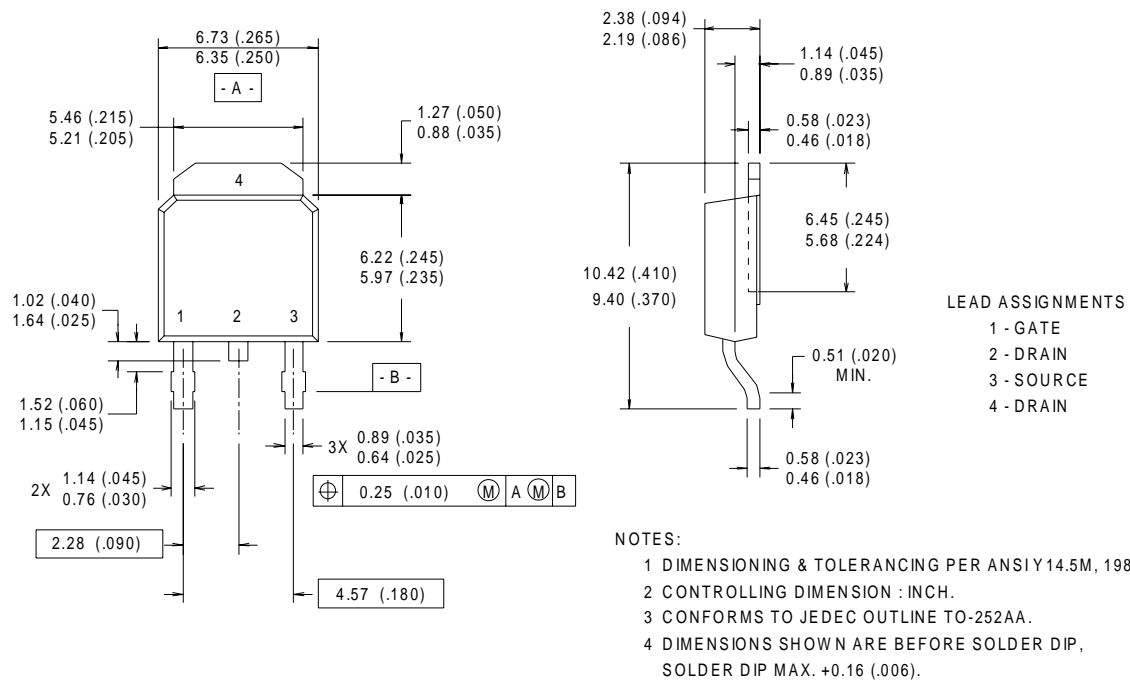 6.73 (.265)
6.35 (.250)
- A -
5.46 (.215)
5.21 (.205)
1.27 (.050)
0.88 (.035)
4
6.22 (.245)
5.97 (.235)
1.02 (.040)
1.64 (.025)
1 2 3
- B -
1.52 (.060)
1.15 (.045)
3X 0.89 (.035)
0.64 (.025)
2X 1.14 (.045)
0.76 (.030)
0.25 (.010) M A M B
2.28 (.090)
4.57 (.180)
2.38 (.094)
2.19 (.086)
1.14 (.045)
0.89 (.035)
0.58 (.023)
0.46 (.018)
6.45 (.245)
5.68 (.224)
10.42 (.410)
9.40 (.370)
0.51 (.020)
MIN.
0.58 (.023)
0.46 (.018)
LEAD ASSIGNMENTS
1 - GATE
2 - DRAIN
3 - SOURCE
4 - DRAIN
NOTES:
1 DIMENSIONING & TOLERANCING PER ANSI Y14.5M, 198
2 CONTROLLING DIMENSION : INCH.
3 CONFORMS TO JEDEC OUTLINE TO-252AA.
4 DIMENSIONS SHOWN ARE BEFORE SOLDER DIP,
SOLDER DIP MAX. +0.16 (.006).